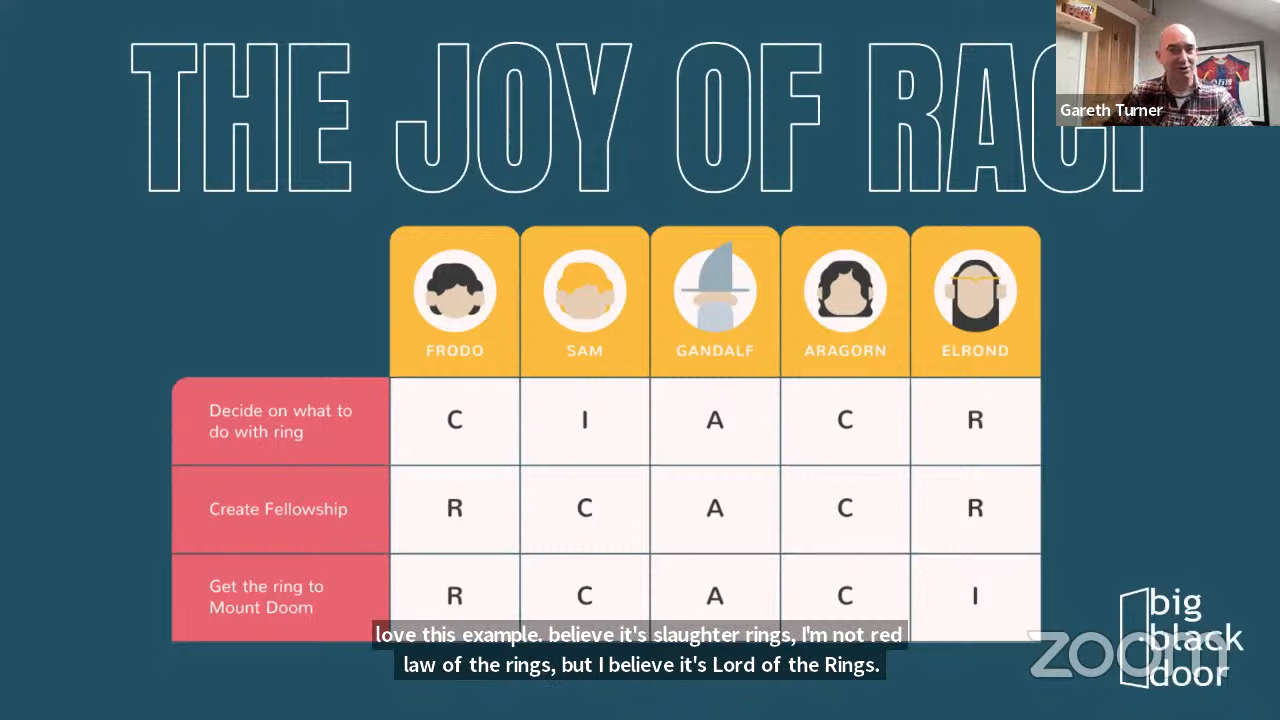 THE JOY OF RACI
Gareth Turner
FRODO SAM GANDALF ARAGORN ELROND
Decide on what to
do with ring
C I A C R
Create Fellowship
R C A C R
Get the ring to
Mount Doom
R C A C I
love this example. believe it's slaughter rings, I'm not red
law of the rings, but I believe it's Lord of the Rings.
big
black
door
zoom